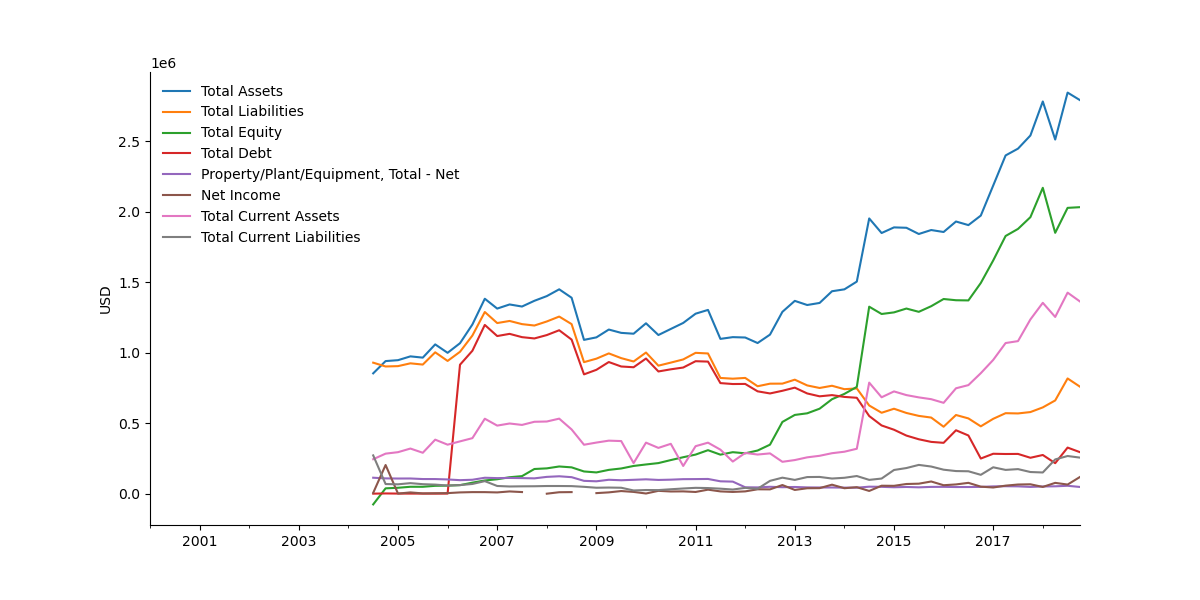 1e6
Total Assets
Total Liabilities
Total Equity
Total Debt
Property/Plant/Equipment, Total - Net
Net Income
Total Current Assets
Total Current Liabilities
USD
2.5
2.0
1.5
1.0
0.5
0.0
2001 2003 2005 2007 2009 2011 2013 2015 2017